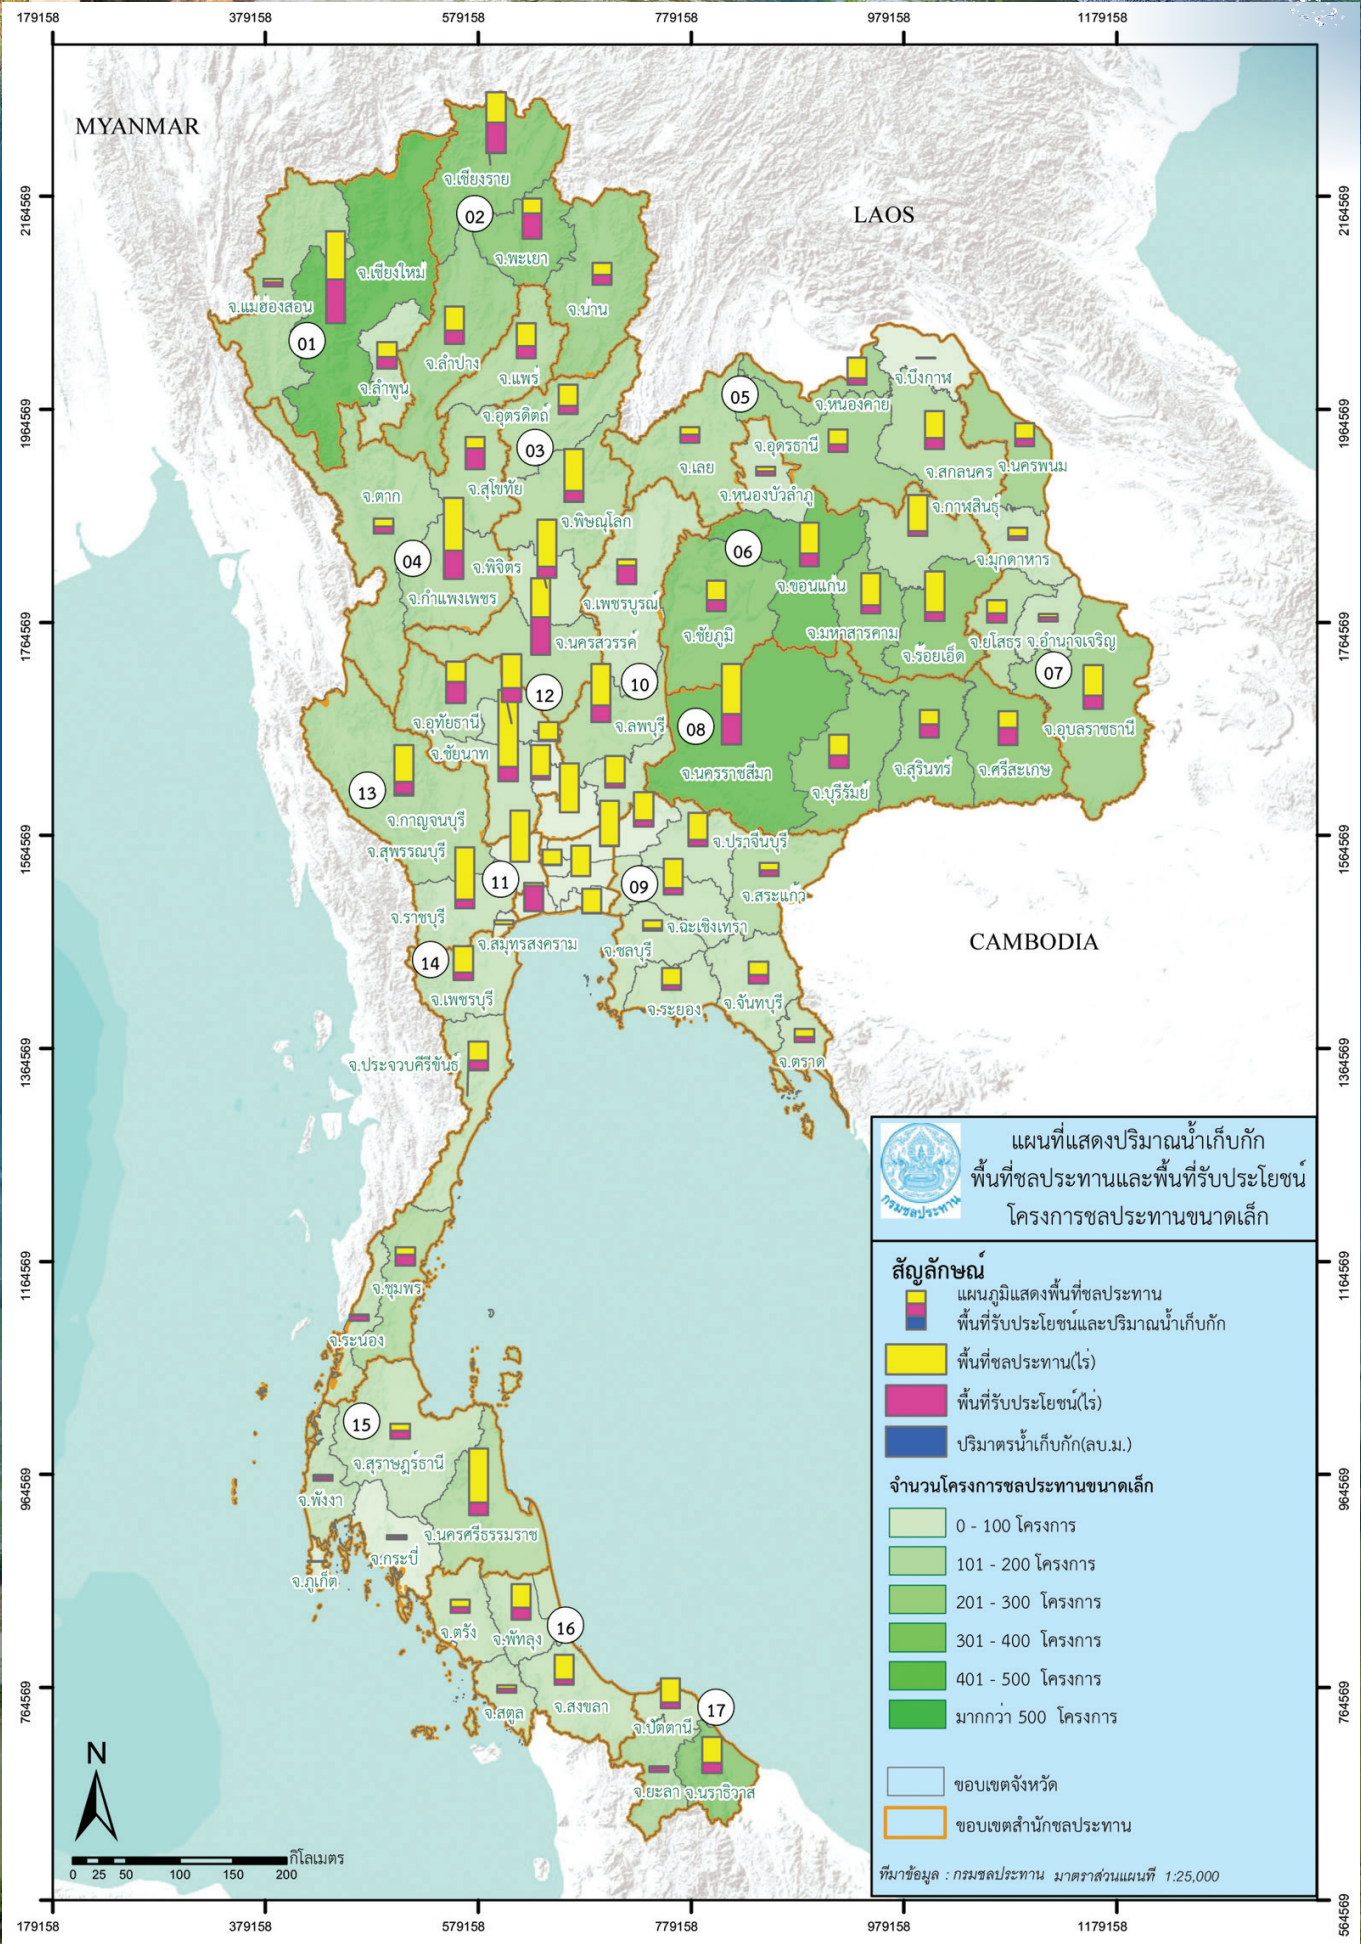 179158 379158 579158 779158 979158 1179158
MYANMAR
LAOS
CAMBODIA
2164569 2164569
1964569 1964569
1764569 1764569
1564569 1564569
1364569 1364569
1164569 1164569
964569 964569
764569 764569
564569
จ.เชียงราย
02
จ.พะเยา
จ.เชียงใหม่
จ.น่าน
จ.แม่ฮ่องสอน
01
จ.ลำปาง
จ.แพร่
จ.ลำพูน
จ.บึงกาฬ
05
จ.หนองคาย
จ.อุตรดิตถ์
03
จ.อุดรธานี
จ.เลย
จ.สกลนคร
จ.นครพนม
จ.สุโขทัย
จ.หนองบัวลำภู
จ.ตาก
จ.กาฬสินธุ์
จ.พิษณุโลก
06
04
จ.พิจิตร
จ.มุกดาหาร
จ.ขอนแก่น
จ.กำแพงเพชร
จ.เพชรบูรณ์
จ.ชัยภูมิ
จ.มหาสารคาม
จ.ยโสธร
จ.อำนาจเจริญ
จ.นครสวรรค์
จ.ร้อยเอ็ด
07
10
12
จ.อุทัยธานี
จ.ลพบุรี
08
จ.อุบลราชธานี
จ.ชัยนาท
จ.นครราชสีมา
จ.สุรินทร์
จ.ศรีสะเกษ
จ.บุรีรัมย์
13
จ.กาญจนบุรี
จ.สุพรรณบุรี
จ.ปราจีนบุรี
11
09
จ.สระแก้ว
จ.ราชบุรี
จ.ฉะเชิงเทรา
จ.สมุทรสงคราม
จ.ชลบุรี
14
จ.เพชรบุรี
จ.ระยอง
จ.จันทบุรี
จ.ประจวบคีรีขันธ์
จ.ตราด
จ.ชุมพร
จ.ระนอง
15
จ.สุราษฎร์ธานี
จ.พังงา
จ.นครศรีธรรมราช
จ.กระบี่
จ.ภูเก็ต
จ.ตรัง
จ.พัทลุง
16
จ.สตูล
จ.สงขลา
17
จ.ปัตตานี
จ.ยะลา
จ.นราธิวาส
กรมชลประทาน
แผนที่แสดงปริมาณน้ำเก็บกัก
พื้นที่ชลประทานและพื้นที่รับประโยชน์
โครงการชลประทานขนาดเล็ก
สัญลักษณ์
แผนภูมิแสดงพื้นที่ชลประทาน
พื้นที่รับประโยชน์และปริมาณน้ำเก็บกัก
พื้นที่ชลประทาน(ไร่)
พื้นที่รับประโยชน์(ไร่)
ปริมาตรน้ำเก็บกัก(ลบ.ม.)
จำนวนโครงการชลประทานขนาดเล็ก
0 - 100 โครงการ
101 - 200 โครงการ
201 - 300 โครงการ
301 - 400 โครงการ
401 - 500 โครงการ
มากกว่า 500 โครงการ
ขอบเขตจังหวัด
ขอบเขตสำนักชลประทาน
ที่มาข้อมูล : กรมชลประทาน มาตราส่วนแผนที่ 1:25,000
N
กิโลเมตร
0 25 50 100 150 200
179158 379158 579158 779158 979158 1179158